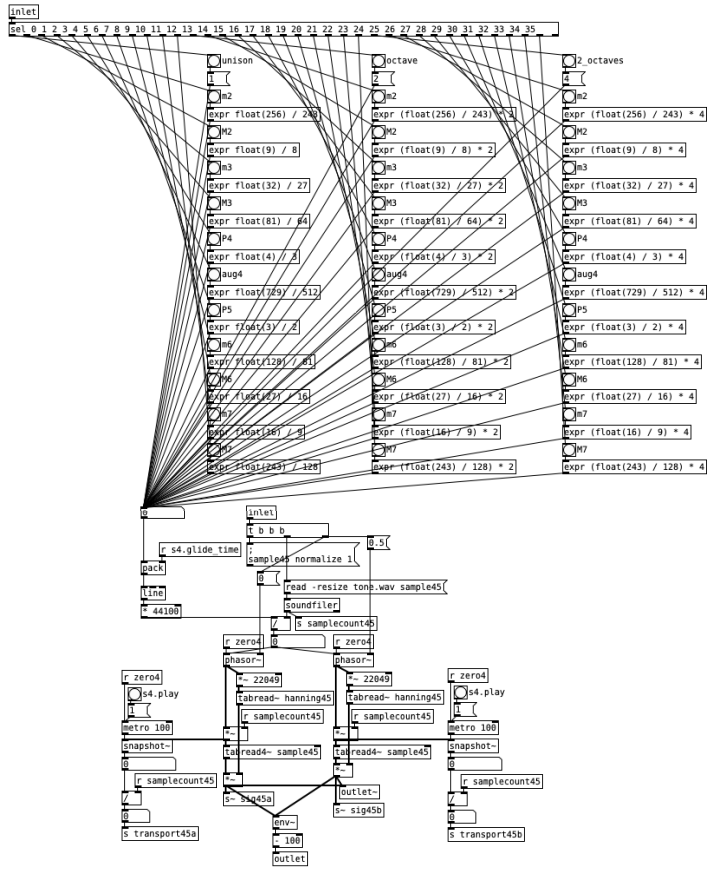 inlet
sel 0 1 2 3 4 5 6 7 8 9 10 11 12 13 14 15 16 17 18 19 20 21 22 23 24 25 26 27 28 29 30 31 32 33 34 35
unison octave 2_octaves
1 2 4
m2 m2 m2
expr float(256) / 243 expr (float(256) / 243) * 2 expr (float(256) / 243) * 4
M2 M2 M2
expr float(9) / 8 expr (float(9) / 8) * 2 expr (float(9) / 8) * 4
m3 m3 m3
expr float(32) / 27 expr (float(32) / 27) * 2 expr (float(32) / 27) * 4
M3 M3 M3
expr float(81) / 64 expr (float(81) / 64) * 2 expr (float(81) / 64) * 4
P4 P4 P4
expr float(4) / 3 expr (float(4) / 3) * 2 expr (float(4) / 3) * 4
aug4 aug4 aug4
expr float(729) / 512 expr (float(729) / 512) * 2 expr (float(729) / 512) * 4
P5 P5 P5
expr float(3) / 2 expr (float(3) / 2) * 2 expr (float(3) / 2) * 4
m6 m6 m6
expr float(128) / 81 expr (float(128) / 81) * 2 expr (float(128) / 81) * 4
M6 M6 M6
expr float(27) / 16 expr (float(27) / 16) * 2 expr (float(27) / 16) * 4
m7 m7 m7
expr float(16) / 9 expr (float(16) / 9) * 2 expr (float(16) / 9) * 4
M7 M7 M7
expr float(243) / 128 expr (float(243) / 128) * 2 expr (float(243) / 128) * 4
0 inlet
t b b b
r s4.glide_time ; 0.5
sample45 normalize 1
pack 0
line read -resize tone.wav sample45
* 44100 soundfiler
/ s samplecount45
r zero4 0 r zero4
phasor~ phasor~
r zero4 *~ 22049 *~ 22049 r zero4
s4.play tabread~ hanning45 tabread~ hanning45 s4.play
1 r samplecount45 r samplecount45 1
metro 100 *~ *~ metro 100
snapshot~ tabread4~ sample45 tabread4~ sample45 snapshot~
0 0
r samplecount45 *~ *~ r samplecount45
/ s~ sig45a outlet~ /
0 s~ sig45b 0
s transport45a env~ s transport45b
- 100
outlet